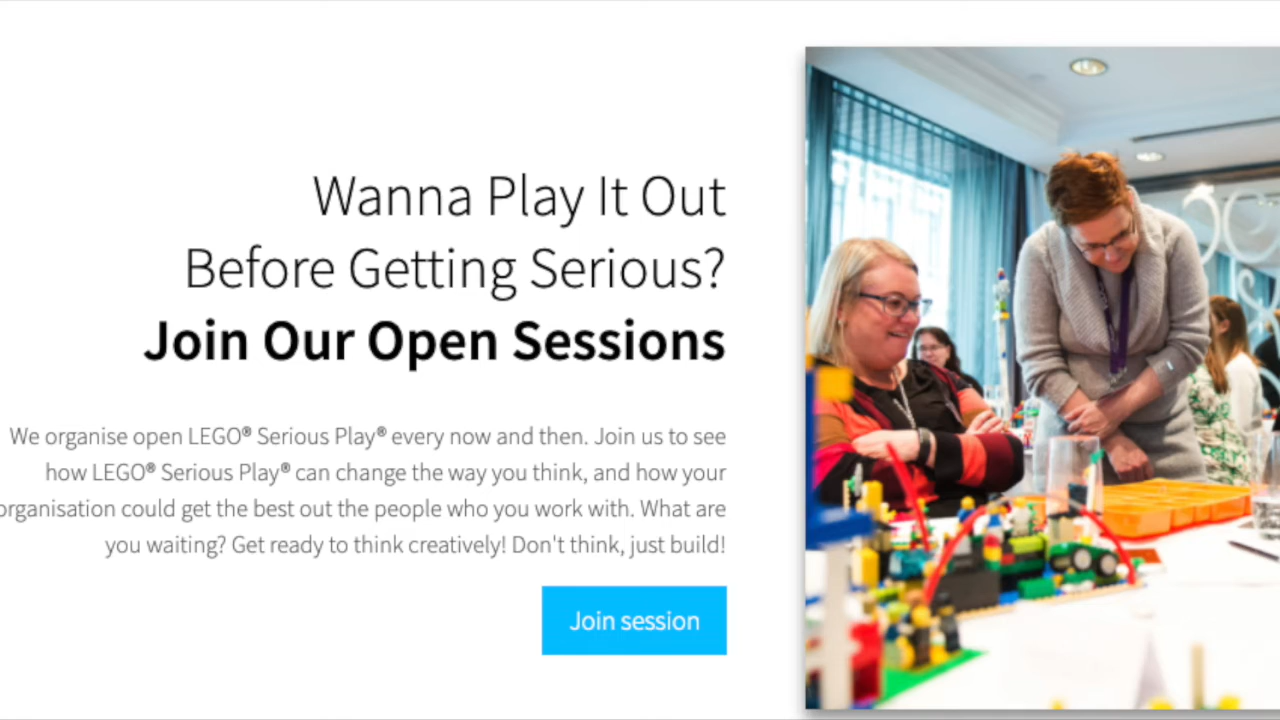 Wanna Play It Out
Before Getting Serious?
Join Our Open Sessions
We organise open LEGO® Serious Play® every now and then. Join us to see
how LEGO® Serious Play® can change the way you think, and how your
organisation could get the best out the people who you work with. What are
you waiting? Get ready to think creatively! Don't think, just build!
Join session